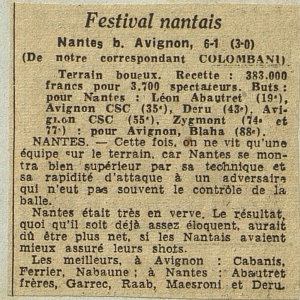 Festival nantais
Nantes b. Avignon, 6-1 (3-0)
(De notre correspondant COLOMBANI)
Terrain boueux. Recette : 383.000
francs pour 3.700 spectateurs. Buts :
pour Nantes : Léon Abautret (19e),
Avignon CSC (35e), Deru (43e), Avi-
gnon CSC (55e), Zygmont (74e et
77e) ; pour Avignon, Blaha (88e).
NANTES. — Cette fois, on ne vit qu'une
équipe sur le terrain, car Nantes se mon-
tra bien supérieur par sa technique et
sa rapidité d'attaque à un adversaire
qui n'eut pas souvent le contrôle de la
balle.
Nantes était très en verve. Le résultat,
quoi qu'il soit déjà assez éloquent, aurait
dû être plus net, si les Nantais avaient
mieux assuré leurs shots.
Les meilleurs, à Avignon : Cabanis,
Ferrier, Nabaune ; à Nantes : Abautret
frères, Garrec, Raab, Maesroni et Deru.